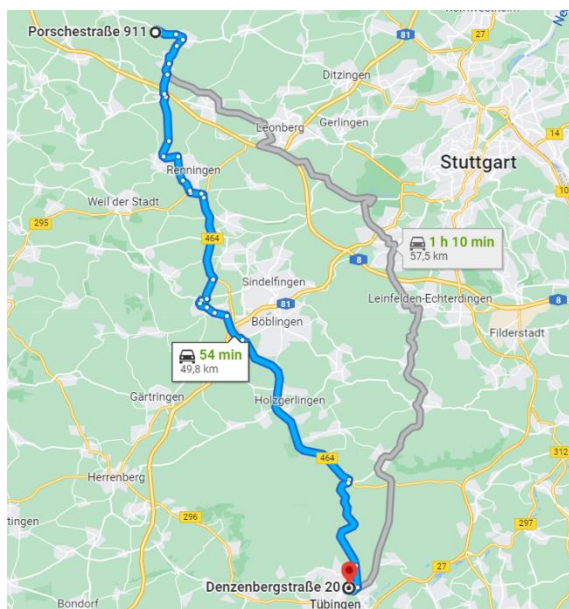 Porschestraße 911
81
27
Ditzingen
Gerlingen
Leonberg
14
Stuttgart
10
Renningen
Weil der Stadt
295
464
1 h 10 min
57,5 km
8
Sindelfingen
81
Leinfelden-Echterdingen
8
Böblingen
Filderstadt
54 min
49,8 km
Gärtringen
Holzgerlingen
464
312
Herrenberg
296
297
27
Denzenbergstraße 20
Tübingen
Bondorf